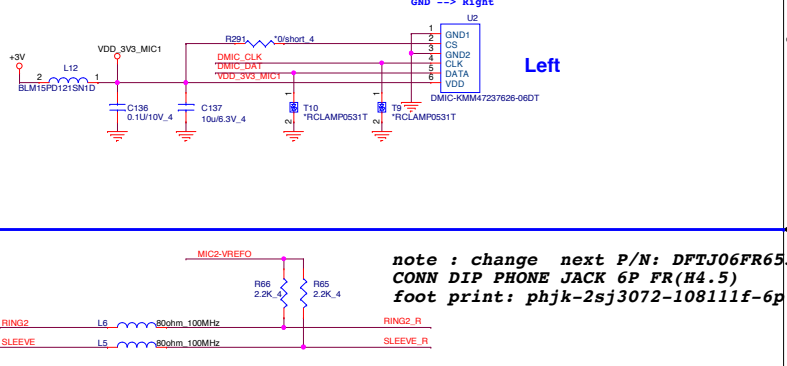 GND --> Right
U2
R291
*0/short_4
1
GND1
2
CS
3
GND2
4
CLK
5
DATA
6
VDD
DMIC-KMM47237626-06DT
Left
+3V
L12
2
1
BLM15PD121SN1D
VDD_3V3_MIC1
DMIC_CLK
DMIC_DAT
VDD_3V3_MIC1
C136
0.1U/10V_4
C137
10u/6.3V_4
1
2
T10
*RCLAMP0531T
1
2
T9
*RCLAMP0531T
MIC2-VREFO
note : change next P/N: DFTJ06FR65
CONN DIP PHONE JACK 6P FR(H4.5)
foot print: phjk-2sj3072-108111f-6p
R66
2.2K_4
R65
2.2K_4
RING2
L6
80ohm_100MHz
RING2_R
SLEEVE
L5
80ohm_100MHz
SLEEVE_R